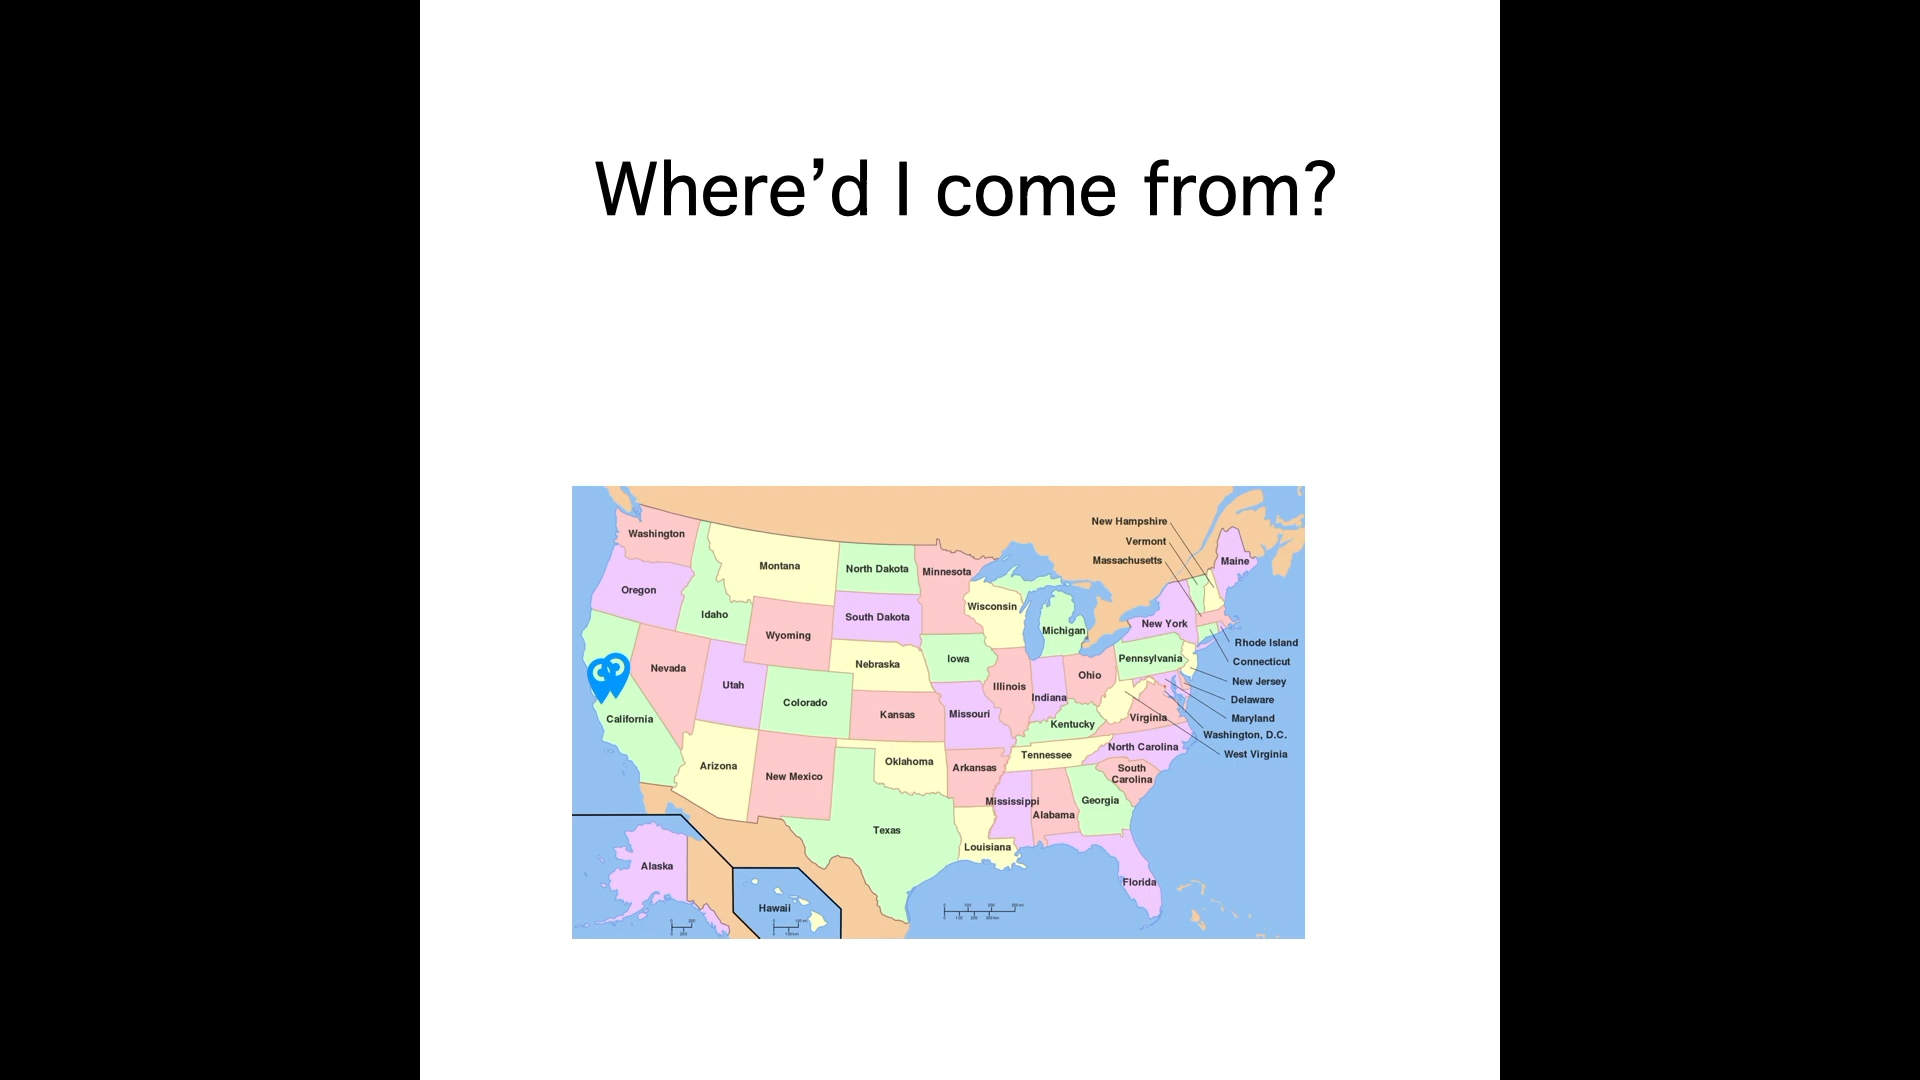 Where’d I come from?
Washington
Montana
North Dakota
Minnesota
New Hampshire
Vermont
Massachusetts
Maine
Oregon
Idaho
Wyoming
South Dakota
Wisconsin
Michigan
New York
Rhode Island
Connecticut
New Jersey
Delaware
Maryland
Washington, D.C.
West Virginia
Nevada
Utah
Colorado
Nebraska
Kansas
Iowa
Missouri
Illinois
Indiana
Ohio
Pennsylvania
Kentucky
Virginia
California
Arizona
New Mexico
Oklahoma
Arkansas
Tennessee
North Carolina
South
Carolina
Mississippi
Alabama
Georgia
Texas
Louisiana
Florida
Alaska
Hawaii